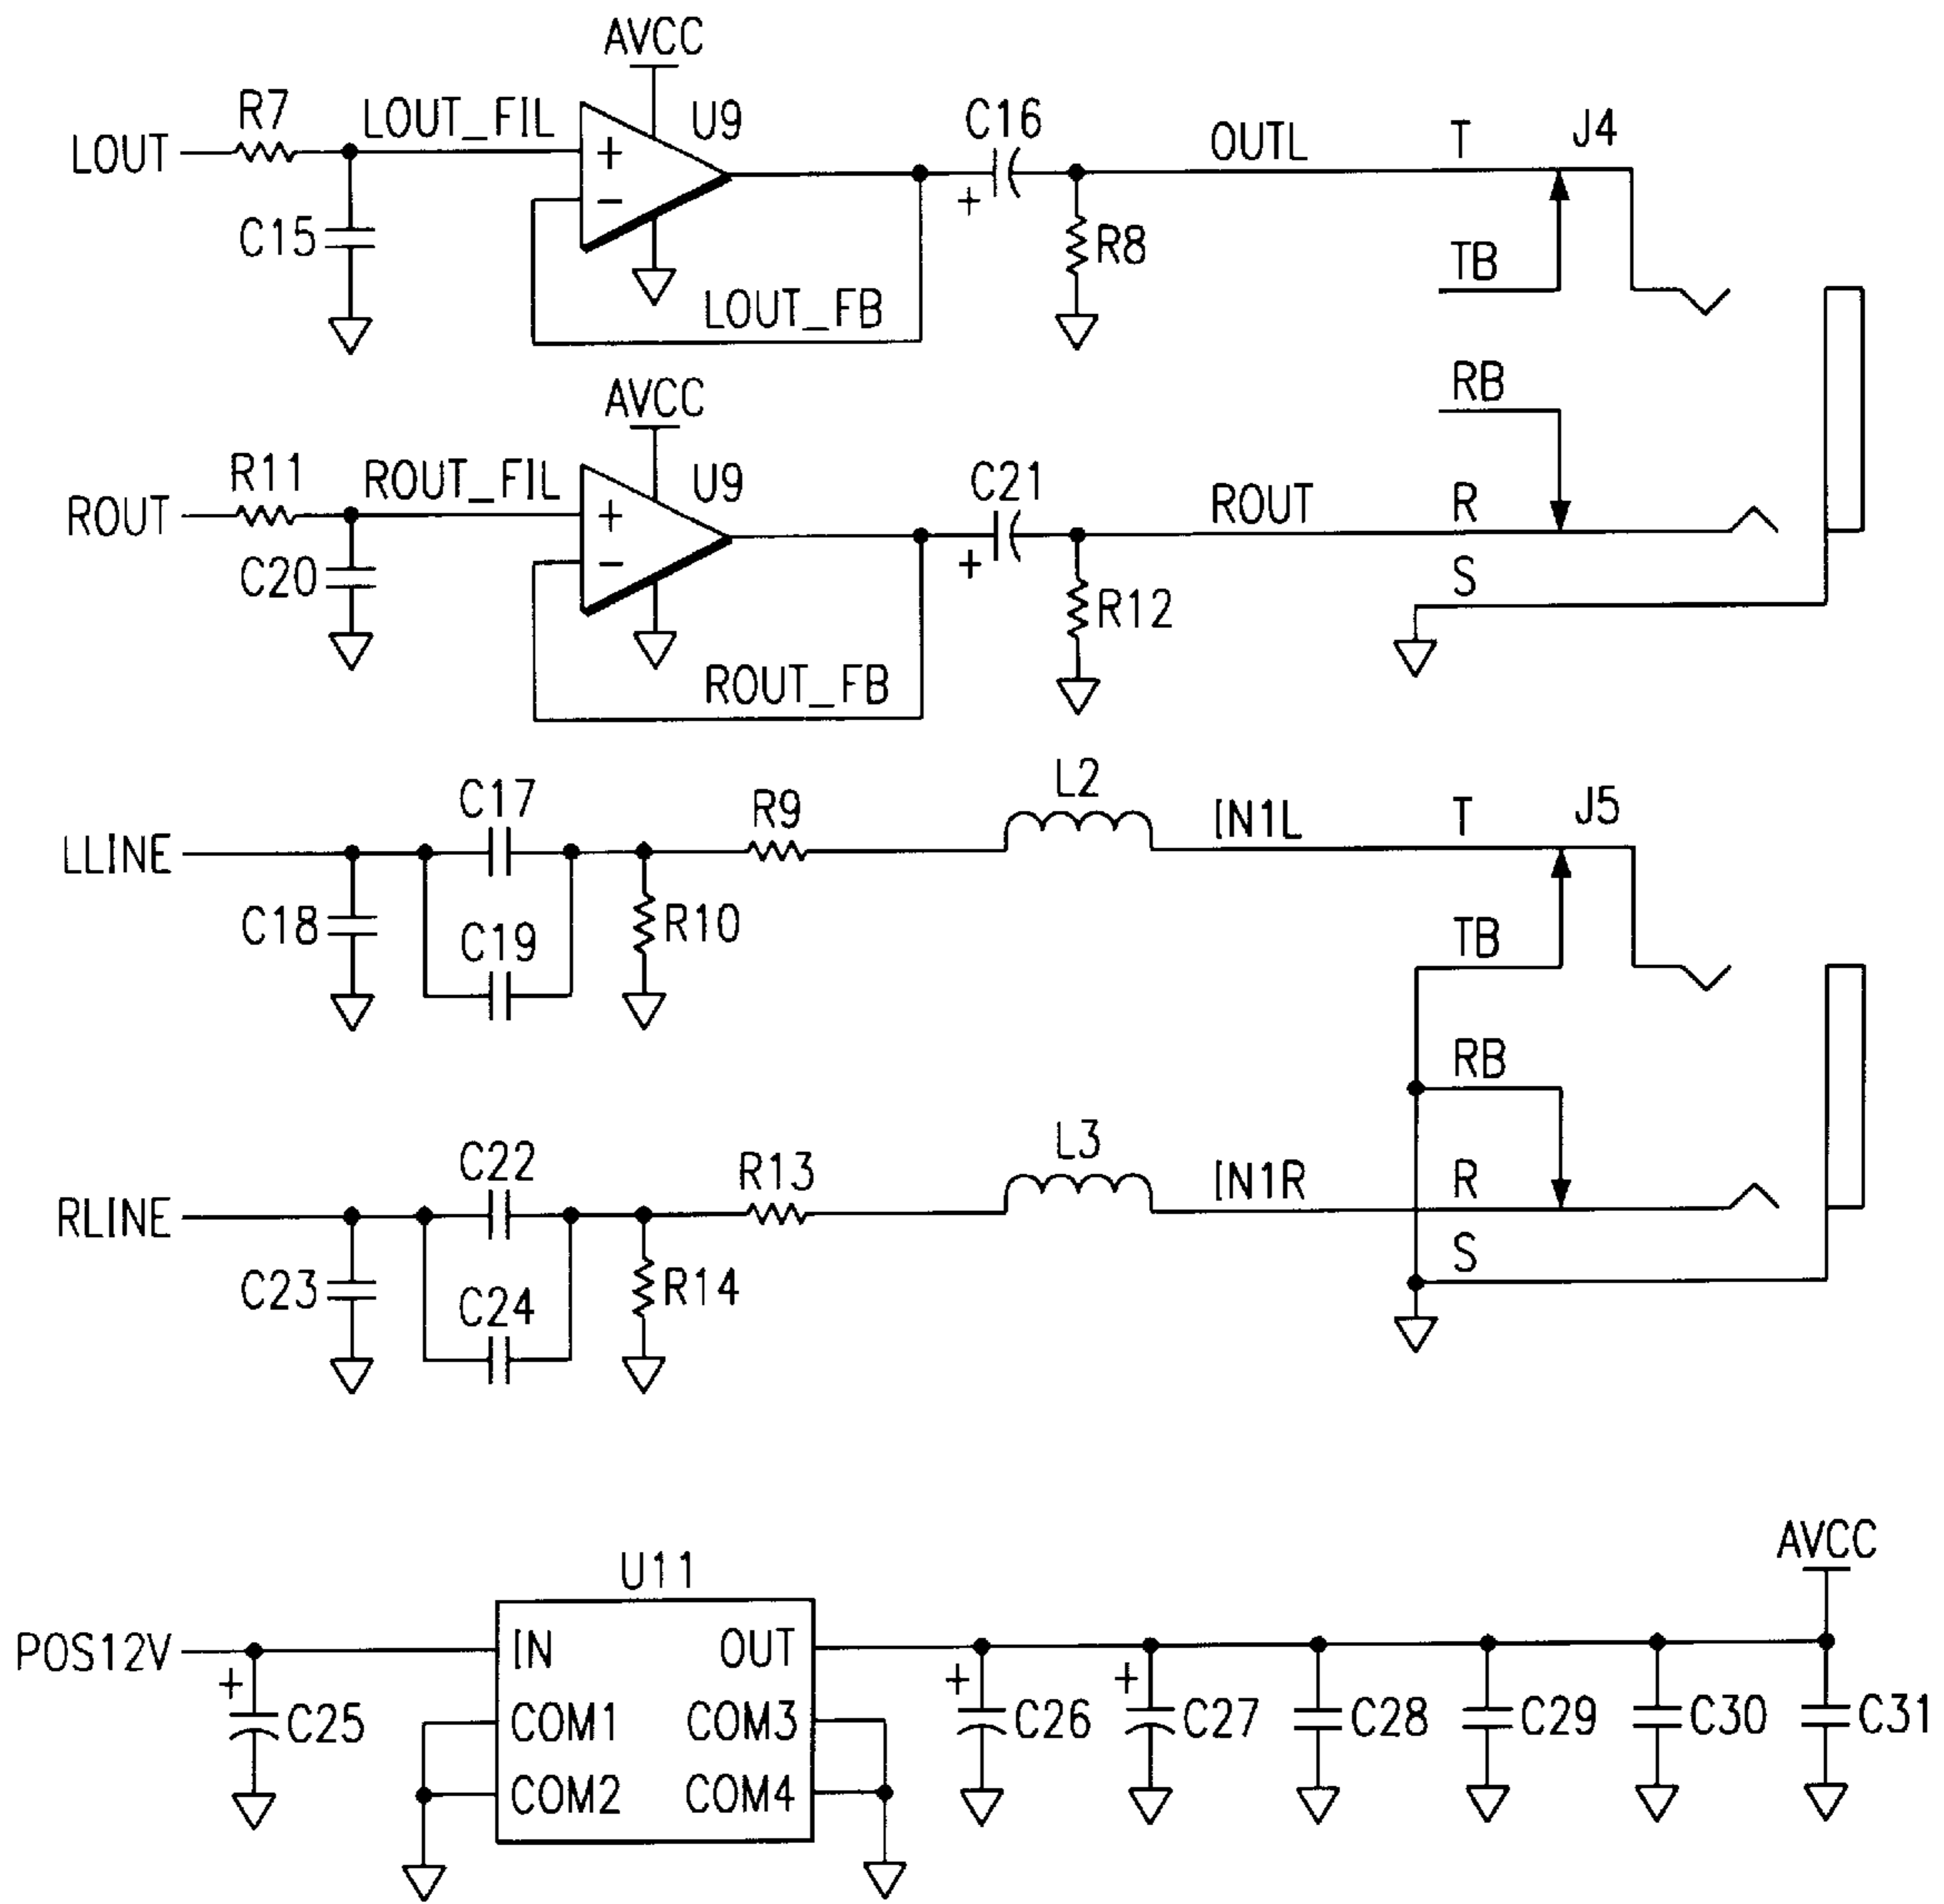 AVCC
R7 LOUT_FIL U9 C16 OUTL T J4
LOUT + -
C15 + R8 TB
LOUT_FB
RB
AVCC
R11 ROUT_FIL U9 C21 ROUT R
ROUT + -
C20 + R12 S
ROUT_FB
C17 R9 L2 IN1L T J5
LLINE
C18 C19 R10 TB
RB
C22 R13 L3 IN1R R
RLINE
C23 C24 R14 S
AVCC
U11
POS12V IN OUT
+ + +
C25 COM1 COM3 C26 C27 C28 C29 C30 C31
COM2 COM4